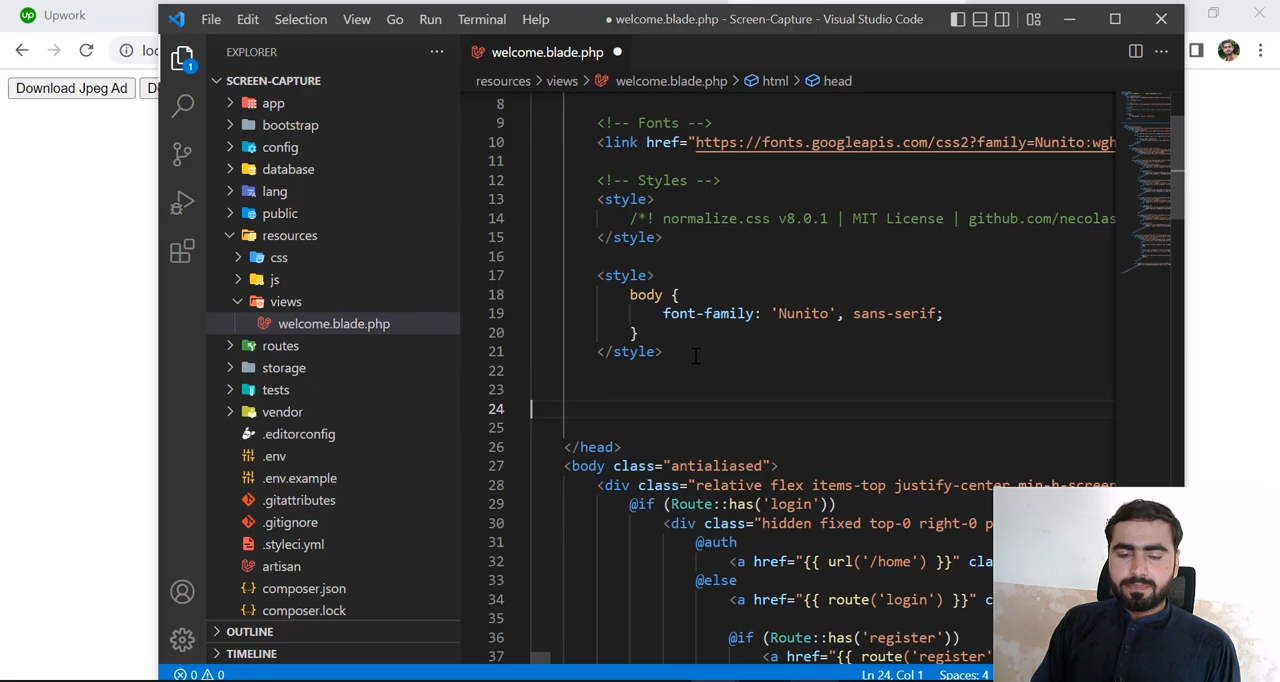 Upwork
File Edit Selection View Go Run Terminal Help
● welcome.blade.php - Screen-Capture - Visual Studio Code
Download Jpeg Ad
EXPLORER
SCREEN-CAPTURE
app
bootstrap
config
database
lang
public
resources
css
js
views
welcome.blade.php
routes
storage
tests
vendor
.editorconfig
.env
.env.example
.gitattributes
.gitignore
.styleci.yml
artisan
composer.json
composer.lock
OUTLINE
TIMELINE
1
welcome.blade.php
resources > views > welcome.blade.php > html > head
8
9 <!-- Fonts -->
10 <link href="https://fonts.googleapis.com/css2?family=Nunito:wgh
11
12 <!-- Styles -->
13 <style>
14 /*! normalize.css v8.0.1 | MIT License | github.com/necolas
15 </style>
16
17 <style>
18 body {
19 font-family: 'Nunito', sans-serif;
20 }
21 </style>
22
23
24
25
26 </head>
27 <body class="antialiased">
28 <div class="relative flex items-top justify-center min-h-screen
29 @if (Route::has('login'))
30 <div class="hidden fixed top-0 right-0 p
31 @auth
32 <a href="{{ url('/home') }}" cla
33 @else
34 <a href="{{ route('login') }}" c
35
36 @if (Route::has('register'))
37 <a href="{{ route('register'
0 0 Ln 24, Col 1 Spaces: 4